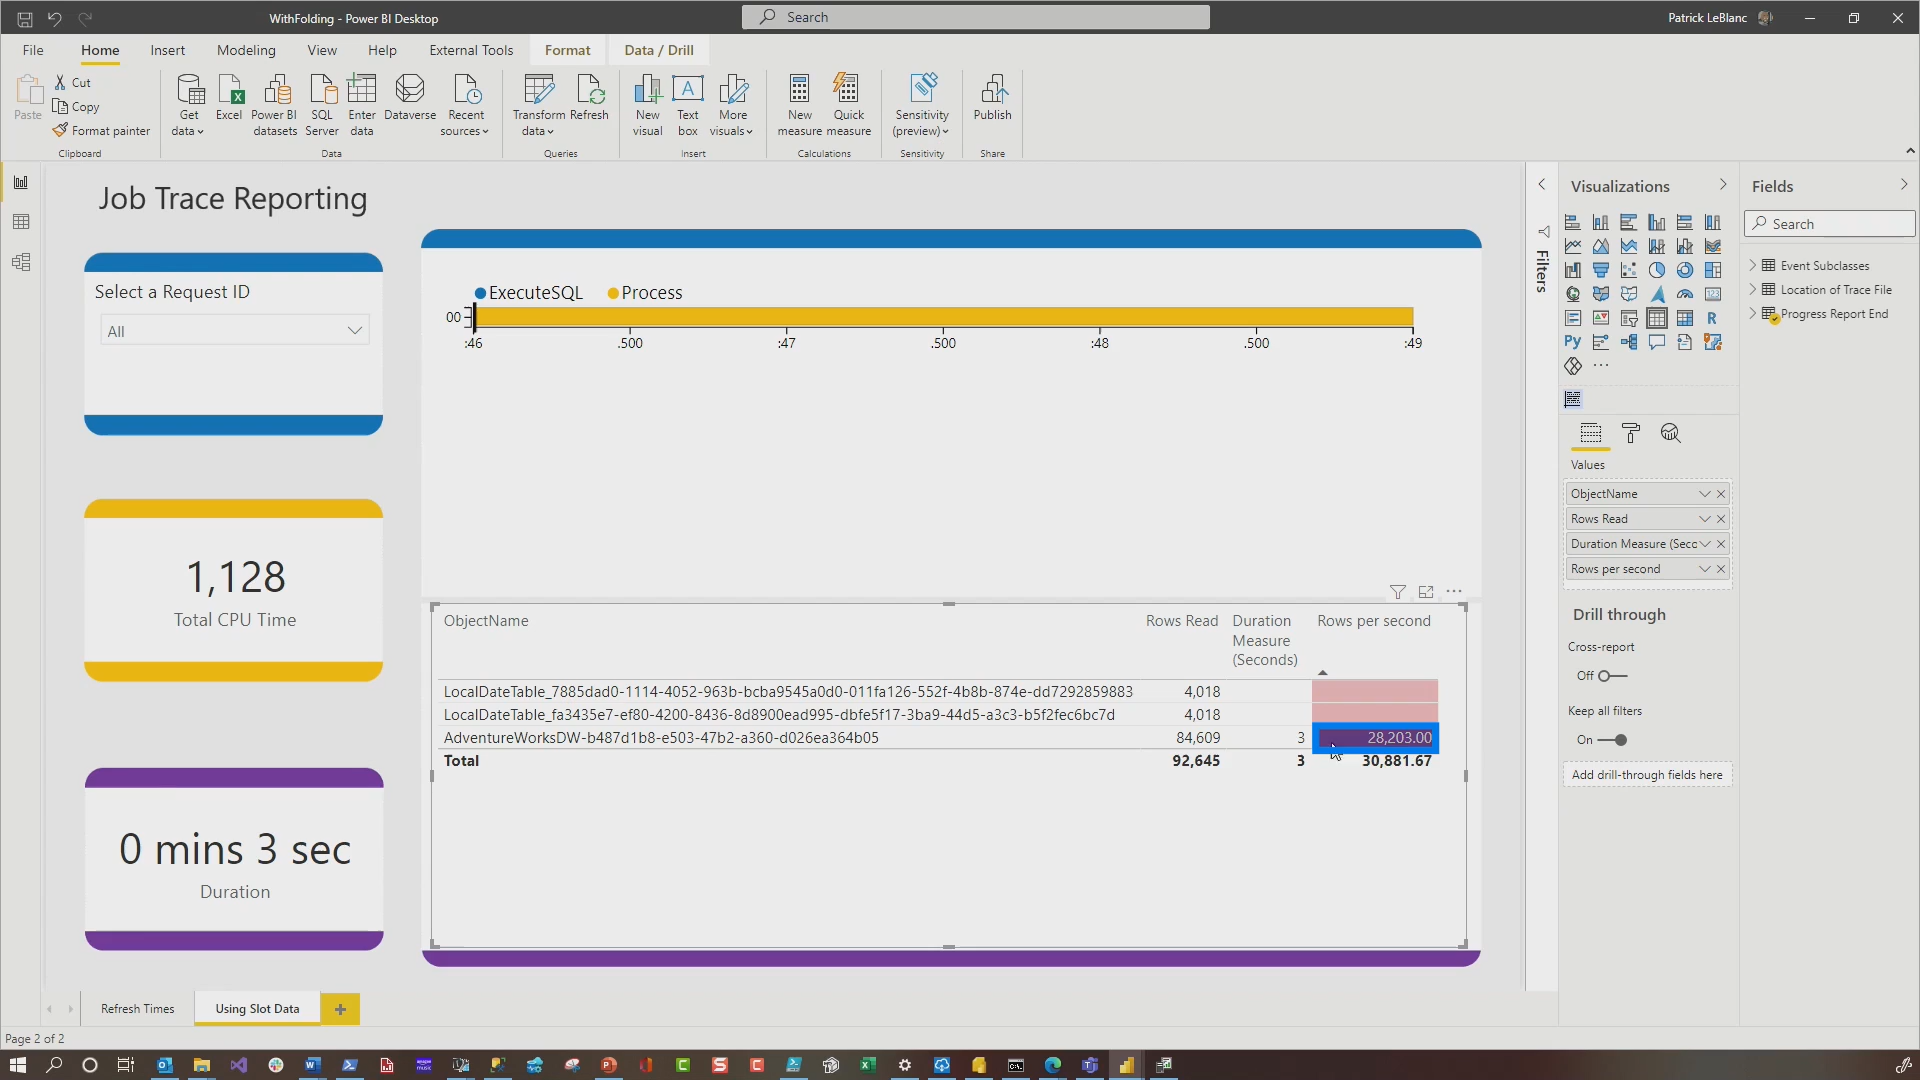 WithFolding - Power BI Desktop
Search
Patrick LeBlanc
File
Home
Insert
Modeling
View
Help
External Tools
Format
Data / Drill
Paste
Cut
Copy
Format painter
Clipboard
Get data
Excel
Power BI datasets
SQL Server
Enter data
Dataverse
Recent sources
Data
Transform data
Refresh
Queries
New visual
Text box
More visuals
Insert
New measure
Quick measure
Calculations
Sensitivity (preview)
Sensitivity
Publish
Share
Job Trace Reporting
Select a Request ID
All
1,128
Total CPU Time
0 mins 3 sec
Duration
ExecuteSQL
Process
00
:46
.500
:47
.500
:48
.500
:49
ObjectName
Rows Read
Duration Measure (Seconds)
Rows per second
LocalDateTable_7885dad0-1114-4052-963b-bcba9545a0d0-011fa126-552f-4b8b-874e-dd7292859883 4,018
LocalDateTable_fa3435e7-ef80-4200-8436-8d8900ead995-dbfe5f17-3ba9-44d5-a3c3-b5f2fec6bc7d 4,018
AdventureWorksDW-b487d1b8-e503-47b2-a360-d026ea364b05 84,609 3 28,203.00
Total 92,645 3 30,881.67
Filters
Visualizations
R
Py
Values
ObjectName
Rows Read
Duration Measure (Secc
Rows per second
Drill through
Cross-report
Off
Keep all filters
On
Add drill-through fields here
Fields
Search
Event Subclasses
Location of Trace File
Progress Report End
Refresh Times
Using Slot Data
Page 2 of 2